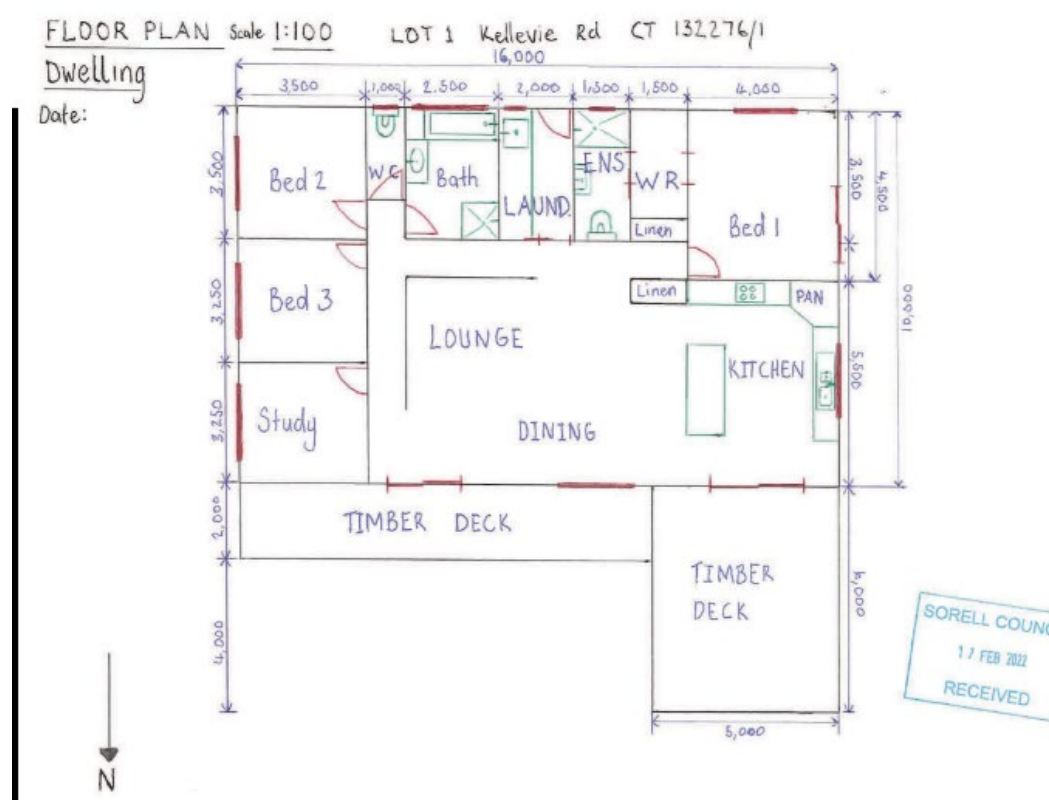 FLOOR PLAN Scale 1:100 LOT 1 Kellevie Rd CT 132276/1
Dwelling
Date:
16,000
3,500 1,000 2.500 2,000 1,500 1,500 4,000
3,500
Bed 2
WC
Bath
LAUND.
ENS
WR
Linen
Bed 1
3,500
4,500
10,000
3,250
Bed 3
LOUNGE
Linen
PAN
KITCHEN
5,500
3,250
Study
DINING
2,000
TIMBER DECK
TIMBER
DECK
6,000
4,000
5,000
N
SORELL COUNC
17 FEB 2022
RECEIVED